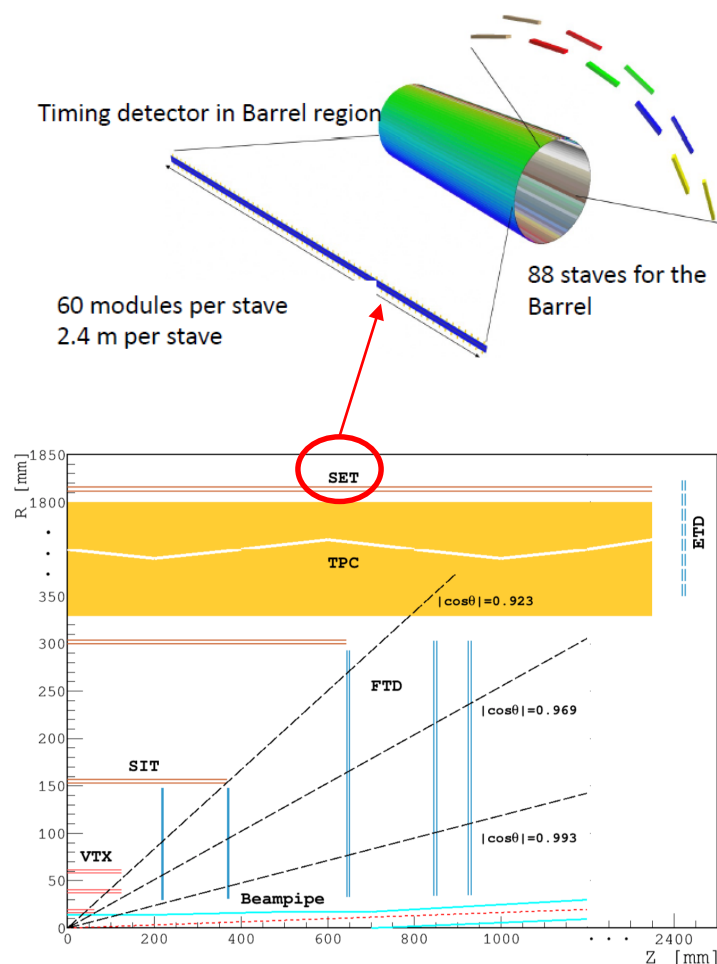 Timing detector in Barrel region
88 staves for the
Barrel
60 modules per stave
2.4 m per stave
R [mm]
1850
1800
350
300
250
200
150
100
50
0
SET
ETD
TPC
|cosθ|=0.923
FTD
|cosθ|=0.969
SIT
|cosθ|=0.993
VTX
Beampipe
0
200
400
600
800
1000
2400
Z [mm]